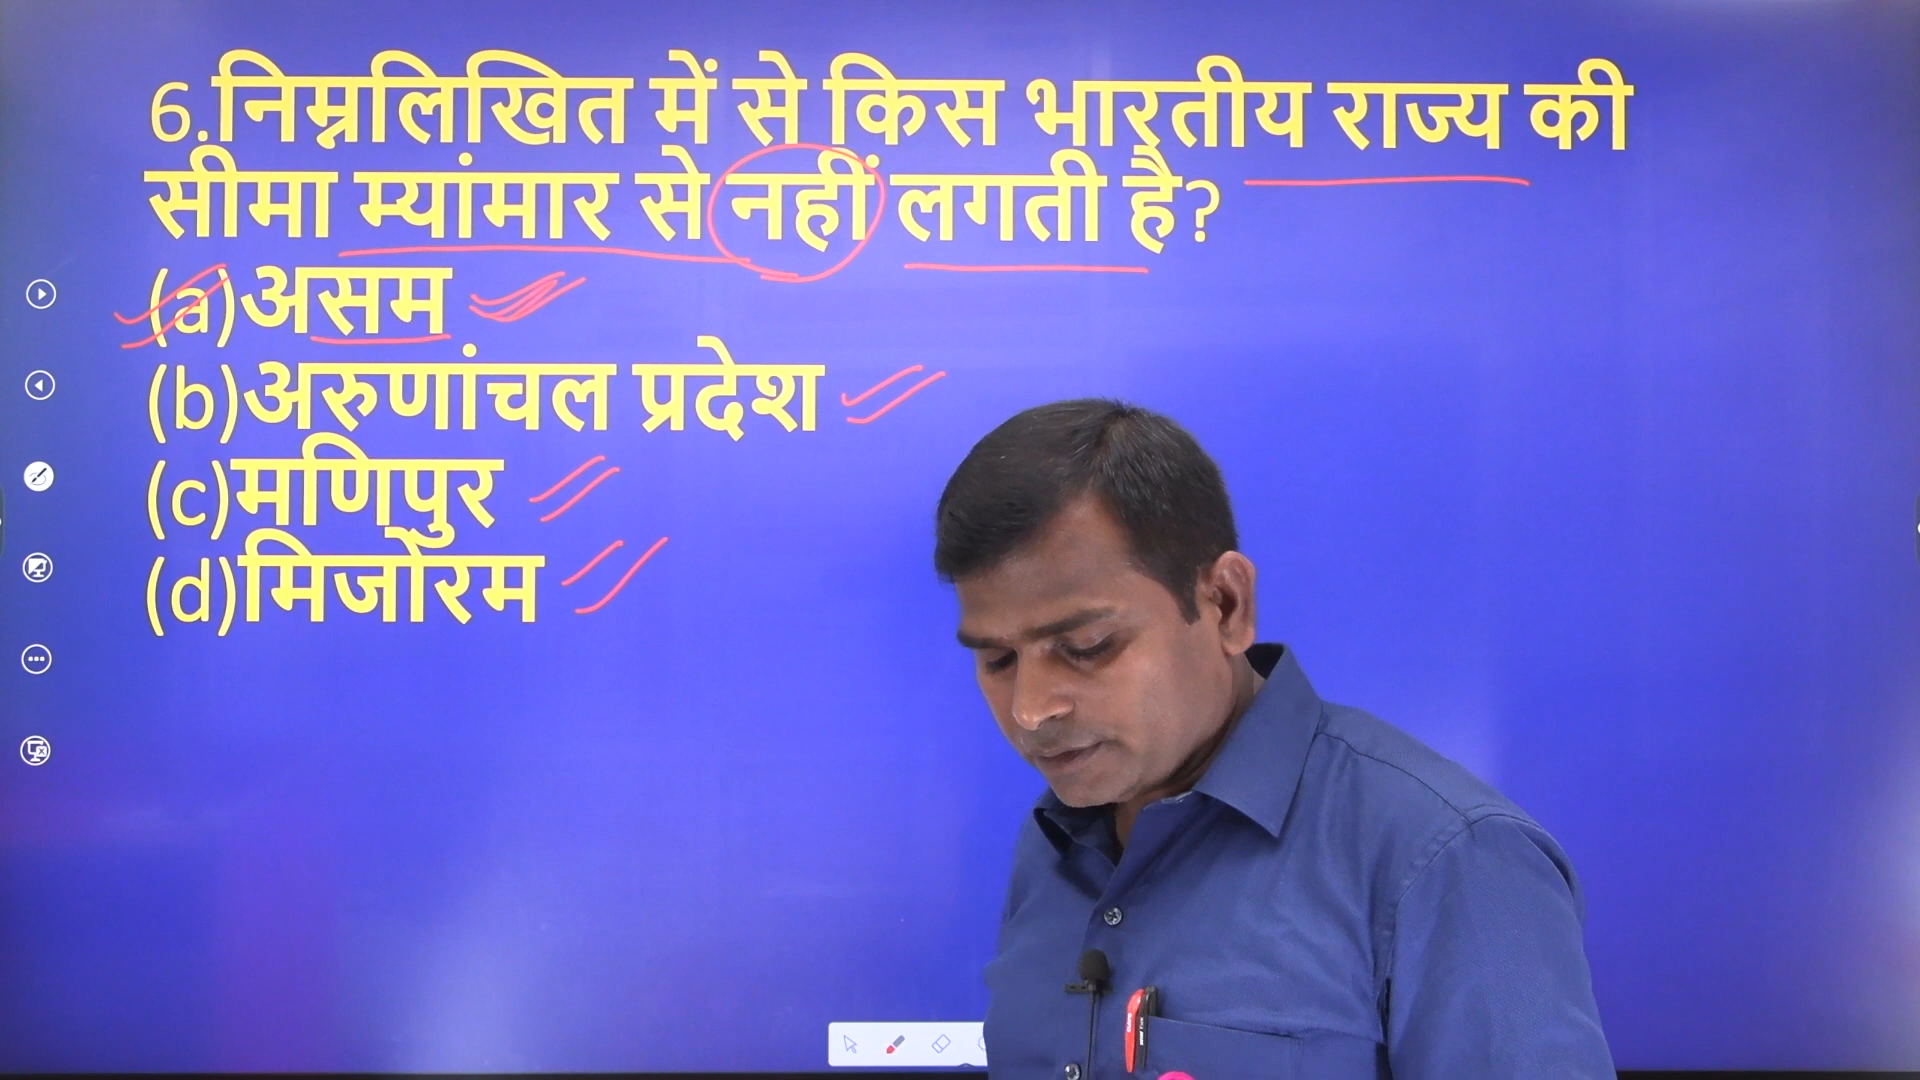 6.निम्नलिखित में से किस भारतीय राज्य की
सीमा म्यांमार से नहीं लगती है?
(a)असम
(b)अरुणांचल प्रदेश
(c)मणिपुर
(d)मिजोरम